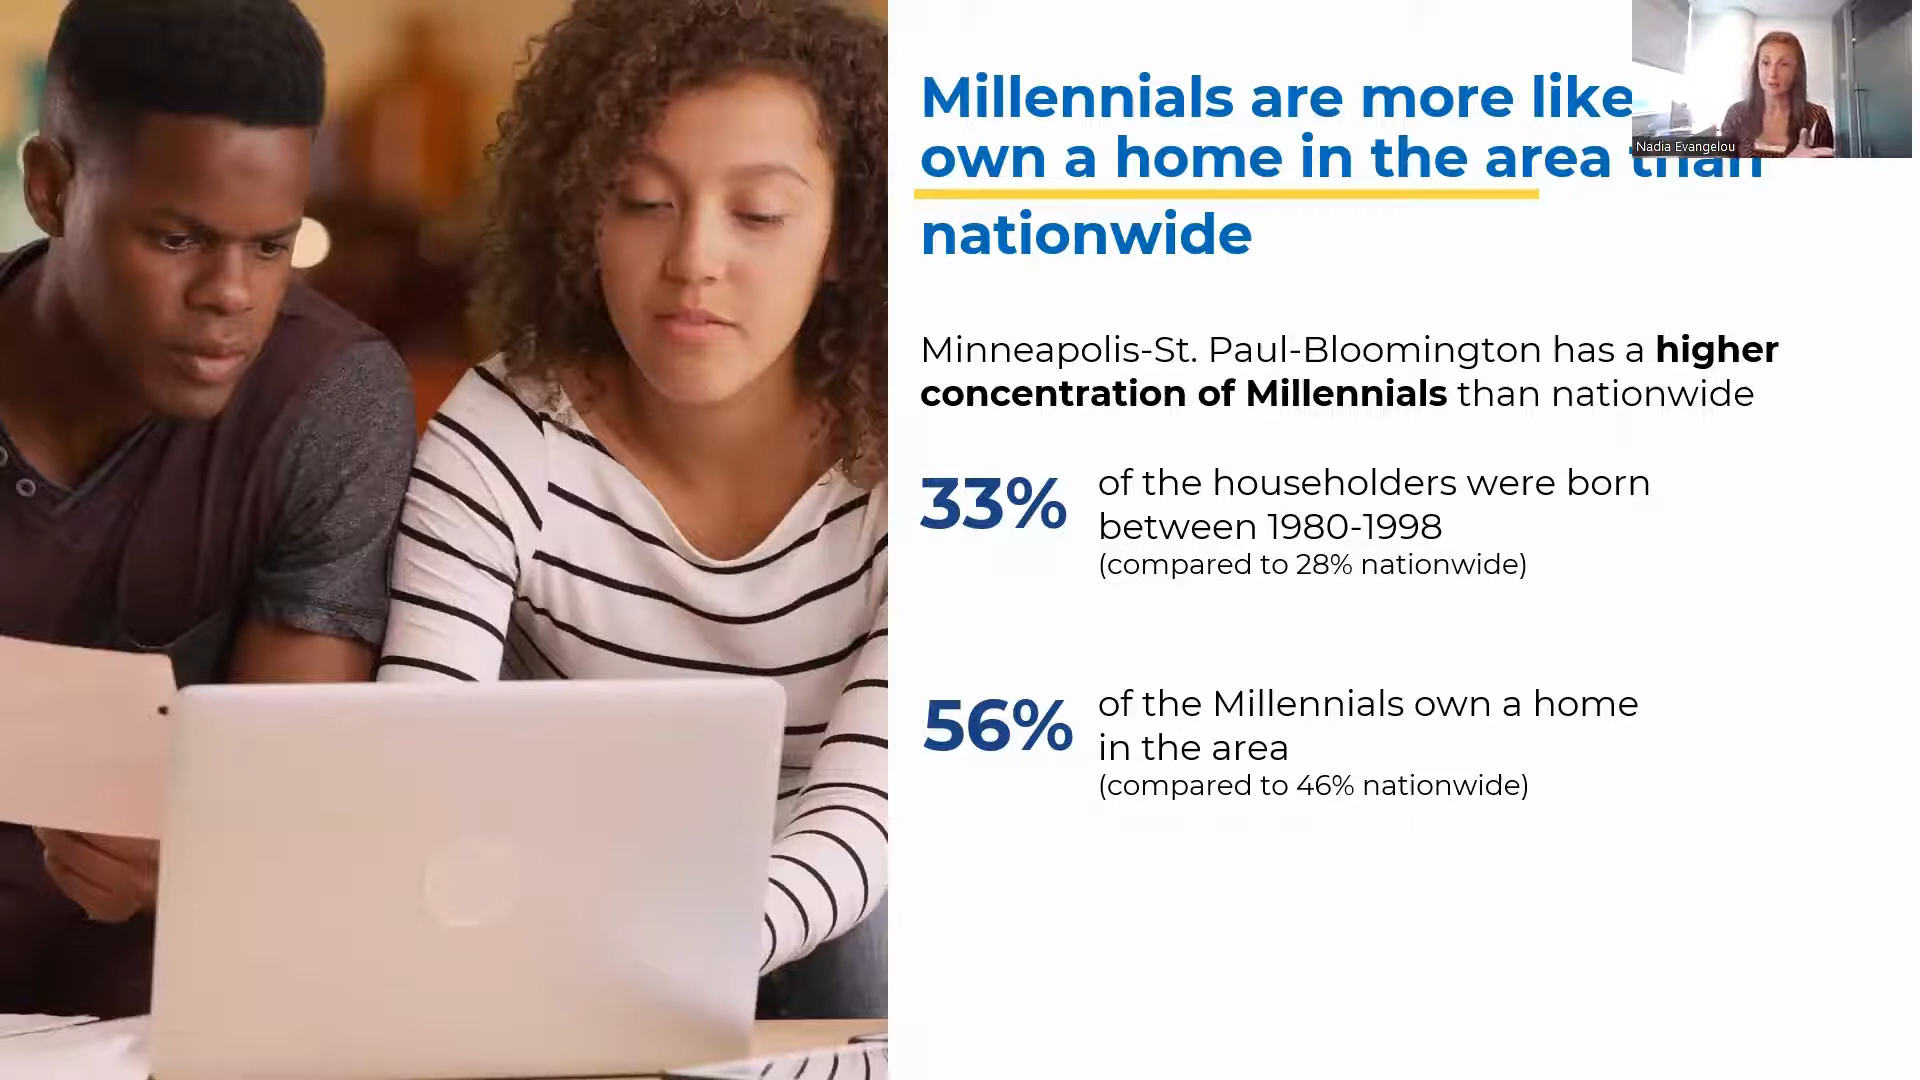 Millennials are more like
own a home in the area than
nationwide
Nadia Evangelou
Minneapolis-St. Paul-Bloomington has a higher
concentration of Millennials than nationwide
33%
of the householders were born
between 1980-1998
(compared to 28% nationwide)
56%
of the Millennials own a home
in the area
(compared to 46% nationwide)